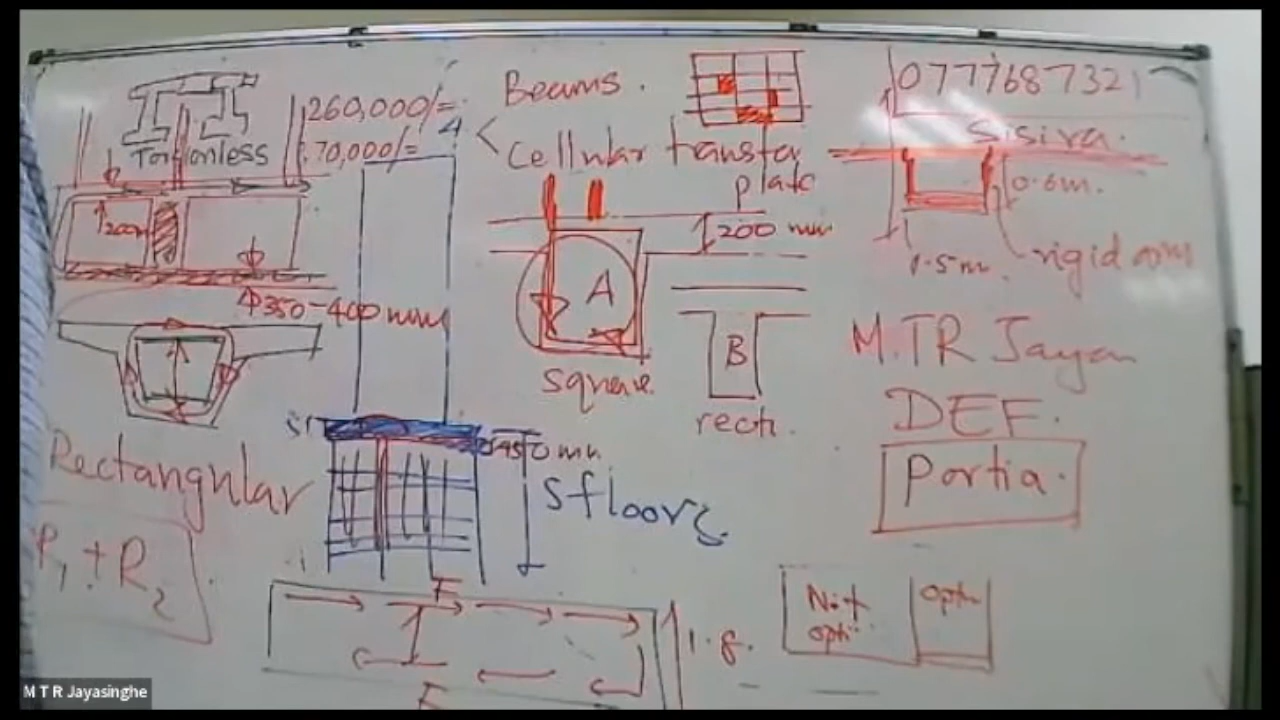 Torsionless
260,000/=
70,000/=
Beams.
Cellular transfer
plate
0777687321
Sisira.
0.6m.
1.5m.
rigid arm
200 mm
350-400 mm
A
square
B
rect.
M.TR Jayan
DEF.
Portia.
Rectangular
R1 + R2
450 mm
5 floors
F
F
1.8.
Not
opti
opti
M T R Jayasinghe